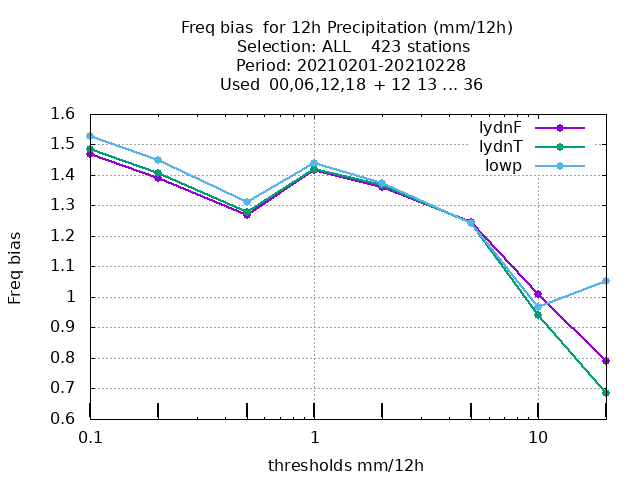 Freq bias for 12h Precipitation (mm/12h)
Selection: ALL 423 stations
Period: 20210201-20210228
Used 00,06,12,18 + 12 13 ... 36
lydnF
lydnT
lowp
Freq bias
1.6
1.5
1.4
1.3
1.2
1.1
1
0.9
0.8
0.7
0.6
0.1 1 10
thresholds mm/12h